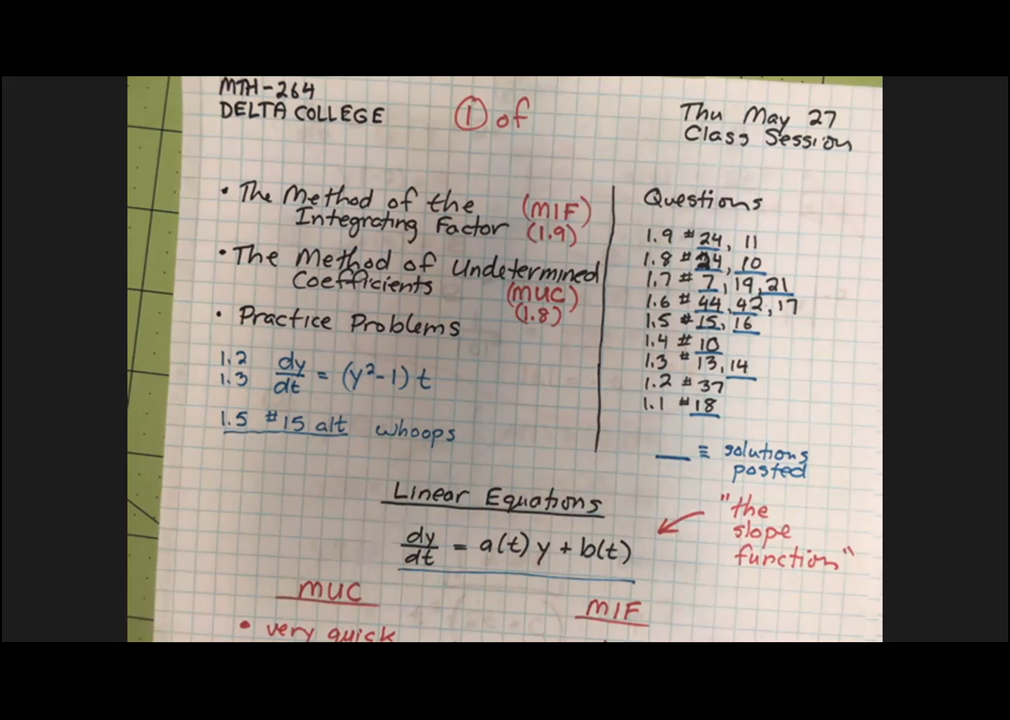 MTH-264
DELTA COLLEGE
① of
Thu May 27
Class Session
• The Method of the
Integrating Factor
(MIF)
(1.9)
• The Method of Undetermined
Coefficients
(MUC)
(1.8)
• Practice Problems
1.2
1.3
dy/dt = (y²-1) t
1.5 #15 alt whoops
Questions
1.9 # 24, 11
1.8 # 24, 10
1.7 # 7, 19, 21
1.6 # 44, 42, 17
1.5 # 15, 16
1.4 # 10
1.3 # 13, 14
1.2 # 37
1.1 # 18
≡ solutions
posted
Linear Equations
dy/dt = a(t) y + b(t)
"the
slope
function"
MUC
• very quick
MIF